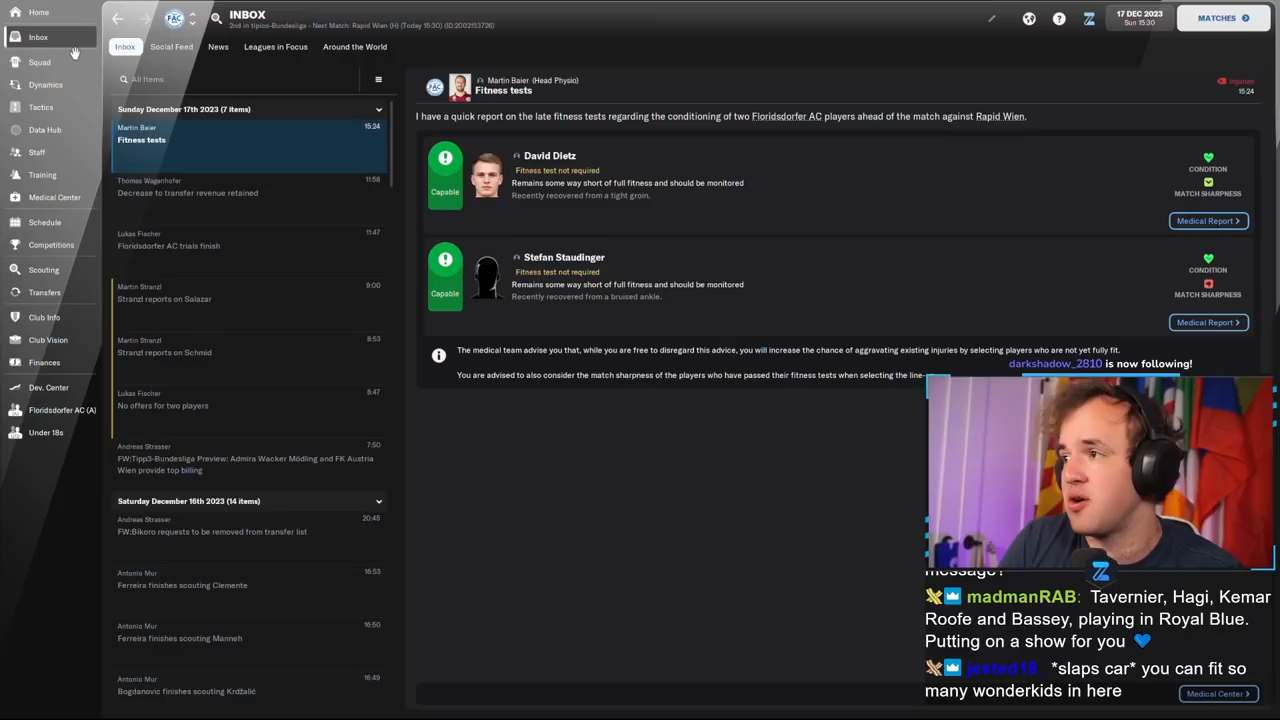 Home
Inbox
Squad
Dynamics
Tactics
Data Hub
Staff
Training
Medical Center
Schedule
Competitions
Scouting
Transfers
Club Info
Club Vision
Finances
Dev. Center
Floridsdorfer AC (A)
Under 18s
FAC
INBOX
2nd in tipico-Bundesliga - Next Match: Rapid Wien (H) (Today 15:30) (ID:2002153726)
17 DEC 2023
Sun 15:30
MATCHES
Inbox
Social Feed
News
Leagues in Focus
Around the World
All Items
Sunday December 17th 2023 (7 items)
Martin Baier 15:24
Fitness tests
Thomas Wagenhofer 11:58
Decrease to transfer revenue retained
Lukas Fischer 11:47
Floridsdorfer AC trials finish
Martin Stranzl 9:00
Stranzl reports on Salazar
Martin Stranzl 8:53
Stranzl reports on Schmid
Lukas Fischer 8:47
No offers for two players
Andreas Strasser 7:50
FW:Tipp3-Bundesliga Preview: Admira Wacker Mödling and FK Austria
Wien provide top billing
Saturday December 16th 2023 (14 items)
Andreas Strasser 20:45
FW:Bikoro requests to be removed from transfer list
Antonio Mur 16:53
Ferreira finishes scouting Clemente
Antonio Mur 16:50
Ferreira finishes scouting Manneh
Antonio Mur 16:49
Bogdanovic finishes scouting Krdžalić
FAC
Martin Baier (Head Physio)
Fitness tests
Injuries
15:24
I have a quick report on the late fitness tests regarding the conditioning of two Floridsdorfer AC players ahead of the match against Rapid Wien.
Capable
David Dietz
Fitness test not required
Remains some way short of full fitness and should be monitored
Recently recovered from a tight groin.
CONDITION
MATCH SHARPNESS
Medical Report
Capable
Stefan Staudinger
Fitness test not required
Remains some way short of full fitness and should be monitored
Recently recovered from a bruised ankle.
CONDITION
MATCH SHARPNESS
Medical Report
The medical team advise you that, while you are free to disregard this advice, you will increase the chance of aggravating existing injuries by selecting players who are not yet fully fit.
You are advised to also consider the match sharpness of the players who have passed their fitness tests when selecting the line-
darkshadow_2810 is now following!
message?
madmanRAB: Tavernier, Hagi, Kemar
Roofe and Bassey, playing in Royal Blue.
Putting on a show for you
jested18 *slaps car* you can fit so
many wonderkids in here
Medical Center